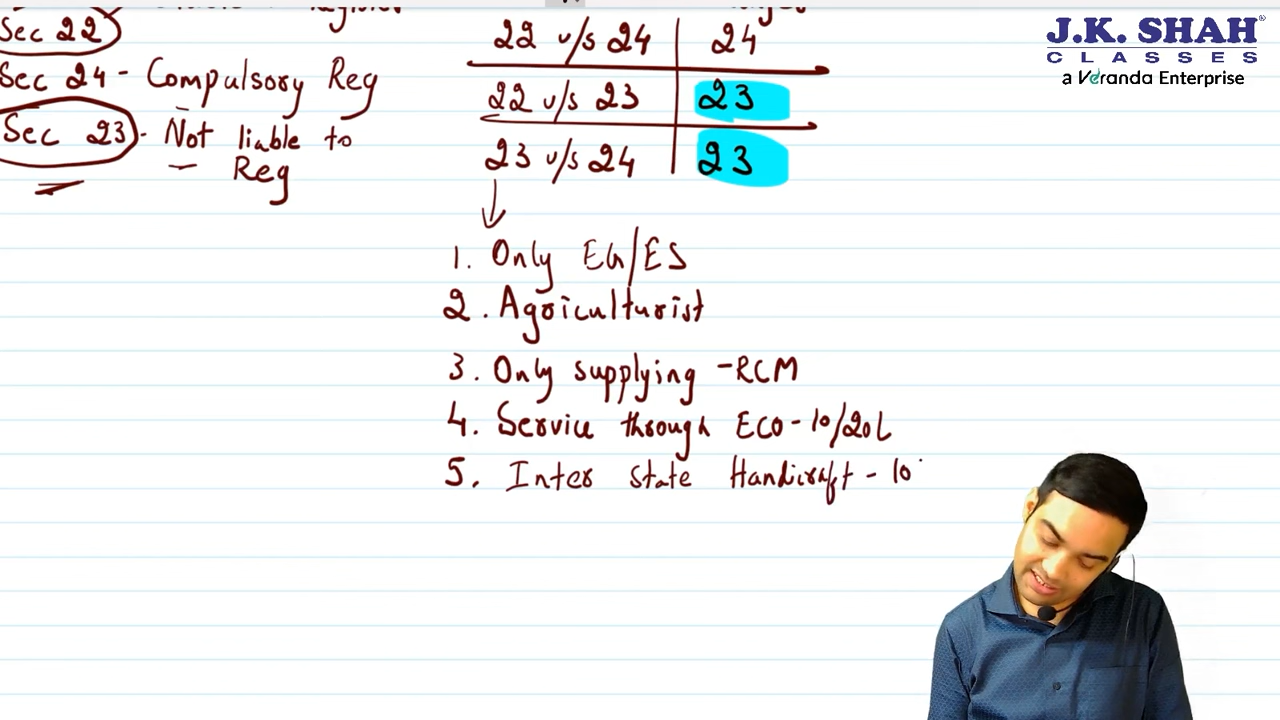 Sec 22
Sec 24 - Compulsory Reg
Sec 23 - Not liable to
Reg
22 v/s 24 24
22 v/s 23 23
23 v/s 24 23
1. Only EG/ES
2. Agriculturist
3. Only supplying - RCM
4. Service through ECO - 10/20L
5. Inter State Handicraft - 10
J.K. SHAH®
CLASSES
a Veranda Enterprise